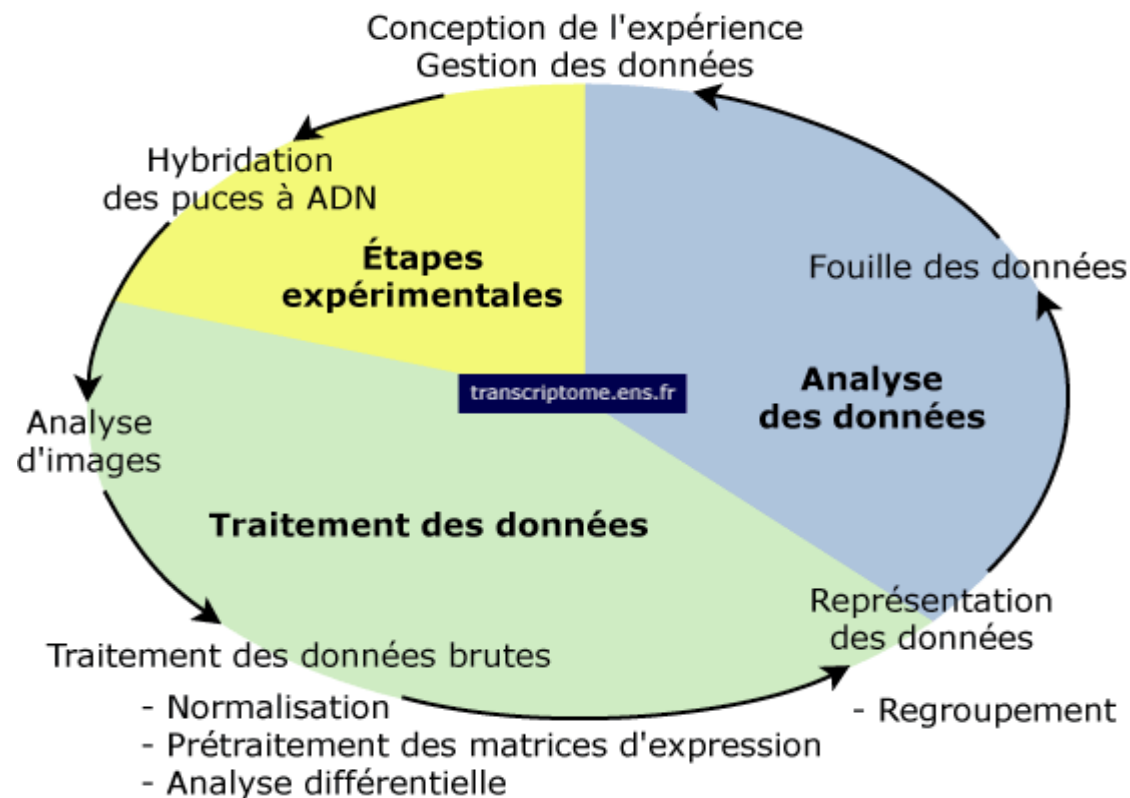 Conception de l'expérience
Gestion des données
Hybridation
des puces à ADN
Étapes
expérimentales
Fouille des données
transcriptome.ens.fr
Analyse
des données
Analyse
d'images
Traitement des données
Représentation
des données
- Regroupement
Traitement des données brutes
- Normalisation
- Prétraitement des matrices d'expression
- Analyse différentielle